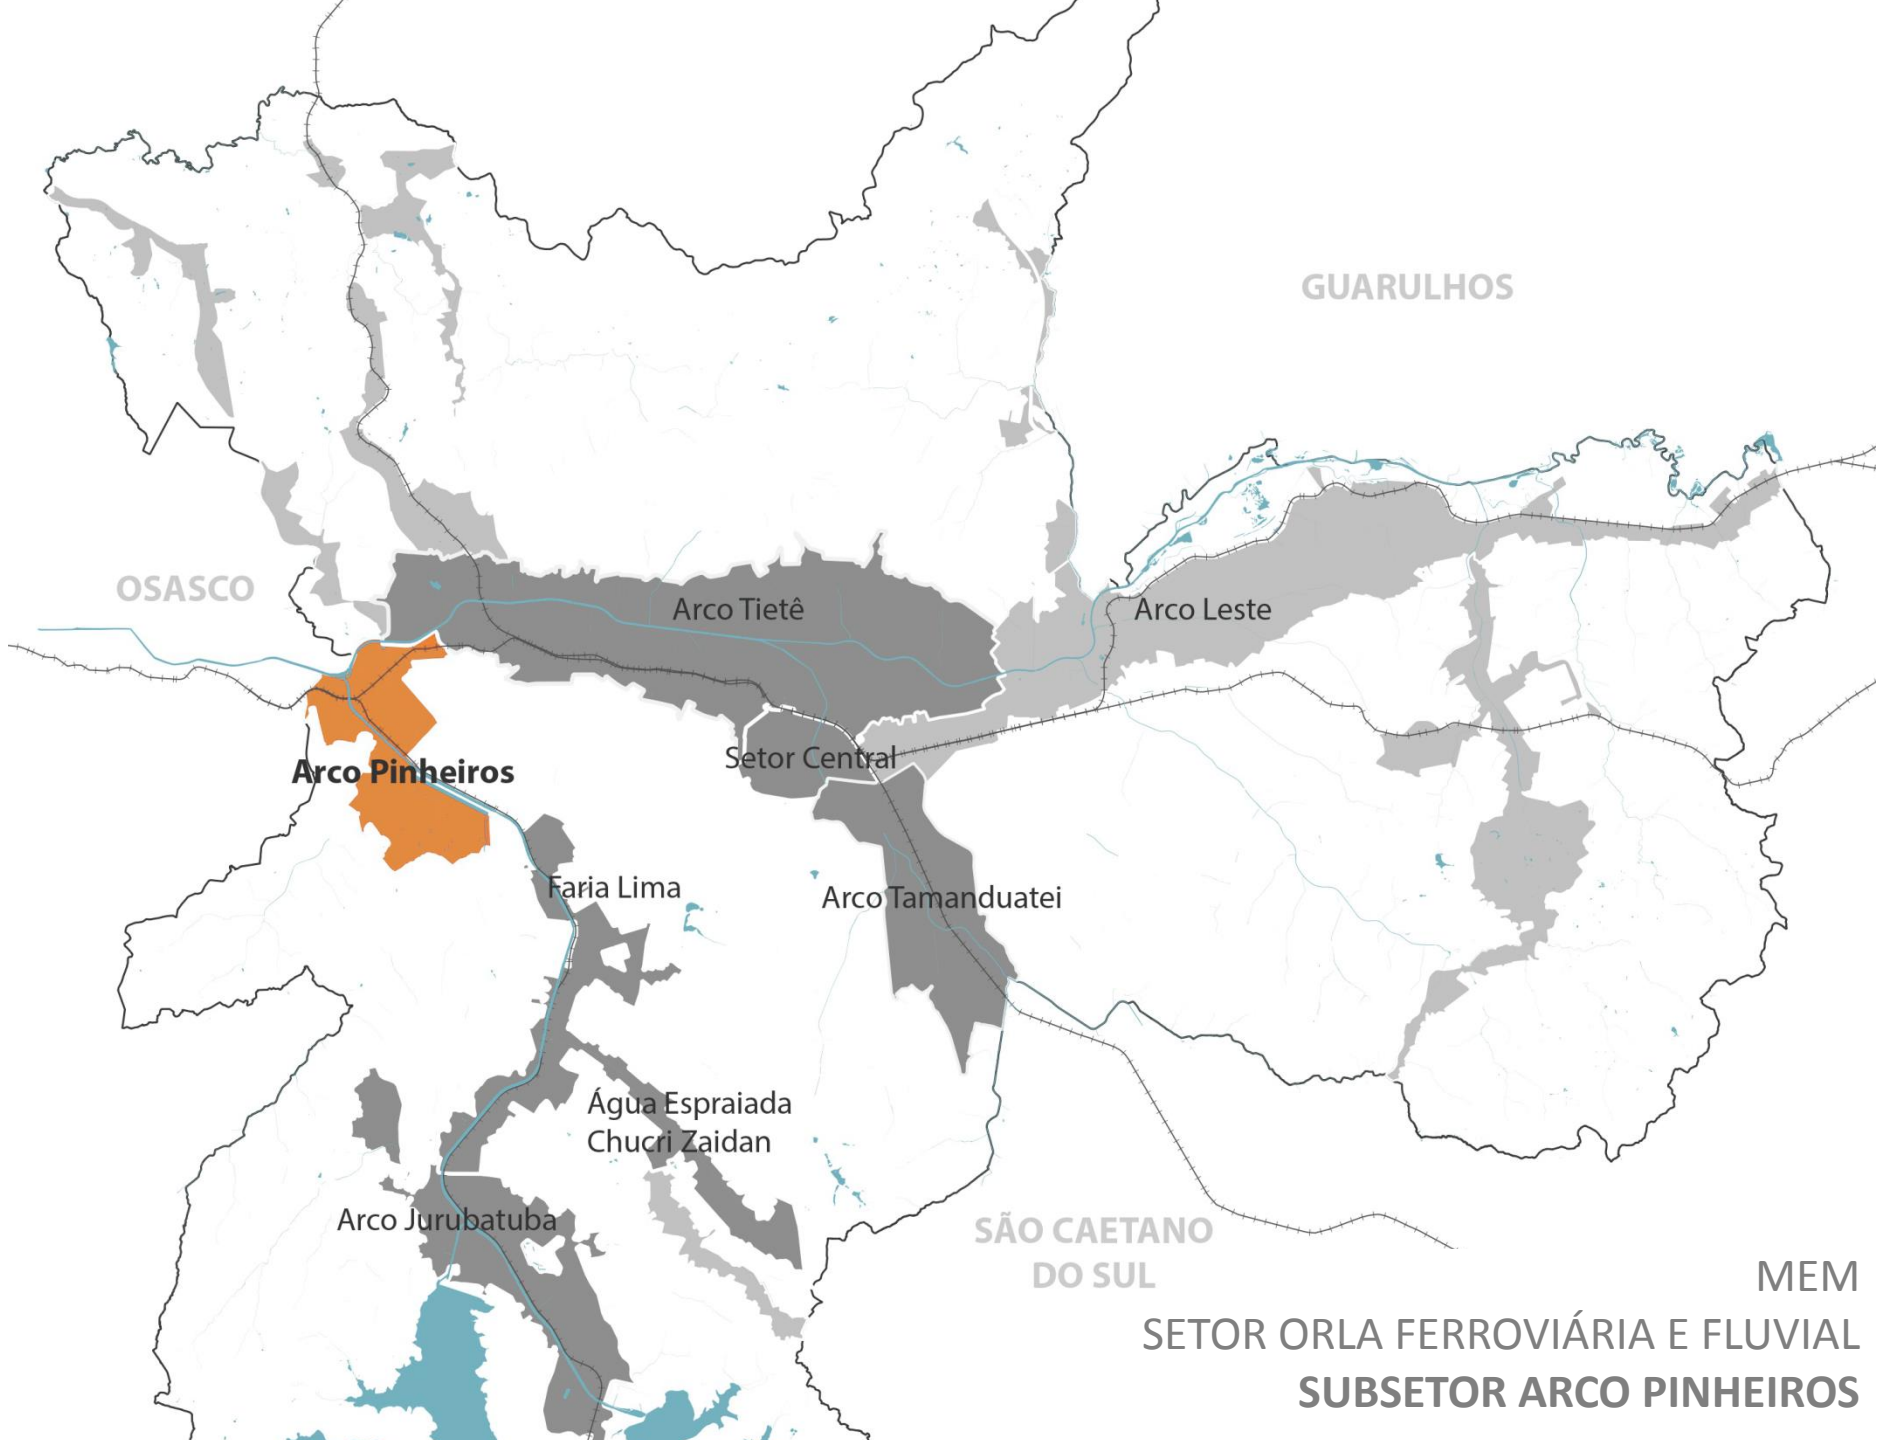 GUARULHOS
OSASCO
Arco Tietê
Arco Leste
Setor Central
Arco Pinheiros
Faria Lima
Arco Tamanduatei
Água Espraiada
Chucri Zaidan
Arco Jurubatuba
SÃO CAETANO
DO SUL
MEM
SETOR ORLA FERROVIÁRIA E FLUVIAL
SUBSETOR ARCO PINHEIROS